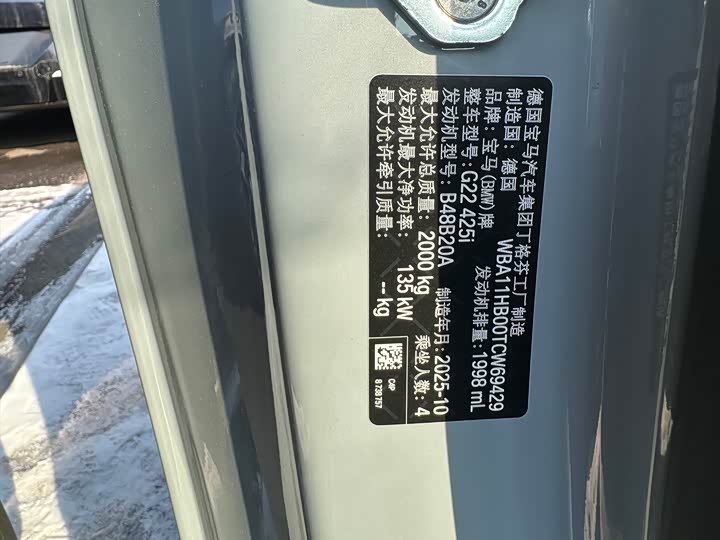 德国宝马汽车集团丁格芬工厂制造
制造国：德国 WBA11HB00TCW69429
品牌：宝马(BMW)牌 发动机排量：1998 mL
整车型号：G22 425i
发动机型号：B48B20A 制造年月：2025-10
最大允许总质量：2000 kg 乘坐人数：4
发动机最大净功率：135 kW
最大允许牵引质量：-- kg
C4P
8 738 757